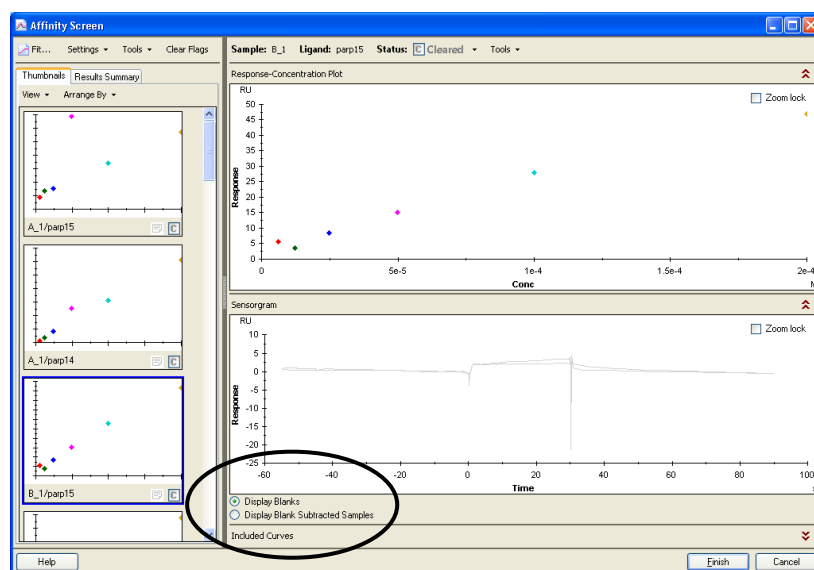 Affinity Screen
Fit... Settings Tools Clear Flags
Sample: B_1 Ligand: parp15 Status: C Cleared Tools
Thumbnails Results Summary
View Arrange By
A_1/parp15 C
A_1/parp14 C
B_1/parp15 C
Response-Concentration Plot
RU
Zoom lock
50
45
40
35
30
25
20
15
10
5
0
Response
0 5e-5 1e-4 1.5e-4 2e-4
Conc M
Sensorgram
RU
Zoom lock
10
5
0
-5
-10
-15
-20
-25
Response
-60 -40 -20 0 20 40 60 80 100
Time s
Display Blanks
Display Blank Subtracted Samples
Included Curves
Help Finish Cancel